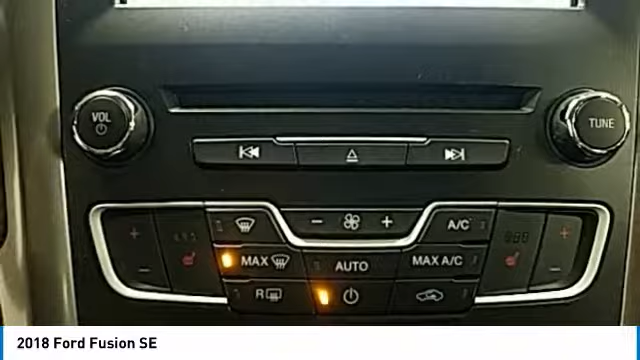 VOL
TUNE
- +
A/C
+ +
MAX
AUTO
MAX A/C
- -
R
2018 Ford Fusion SE